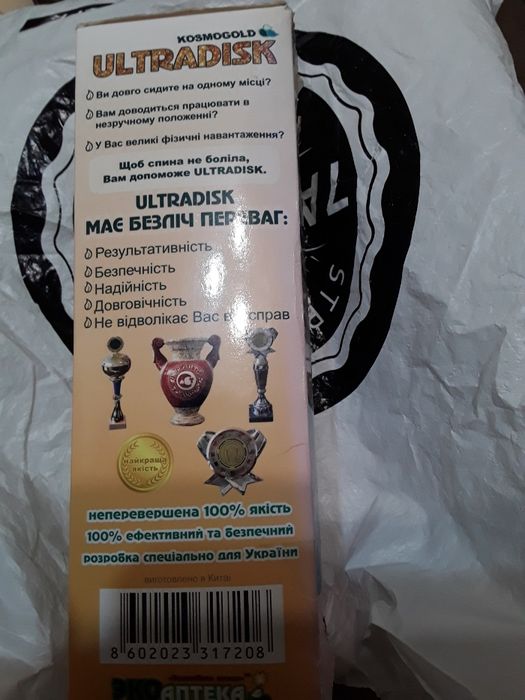 KOSMOGOLD
ULTRADISK
Ви довго сидите на одному місці?
Вам доводиться працювати в
незручному положенні?
У Вас великі фізичні навантаження?
Щоб спина не боліла,
Вам допоможе ULTRADISK.
ULTRADISK
МАЄ БЕЗЛІЧ ПЕРЕВАГ:
Результативність
Безпечність
Надійність
Довговічність
Не відволікає Вас від справ
найкраща
якість
неперевершена 100% якість
100% ефективний та безпечний
розробка спеціально для України
виготовлено в Китаї
8 602023 317208
ЭКО АПТЕКА